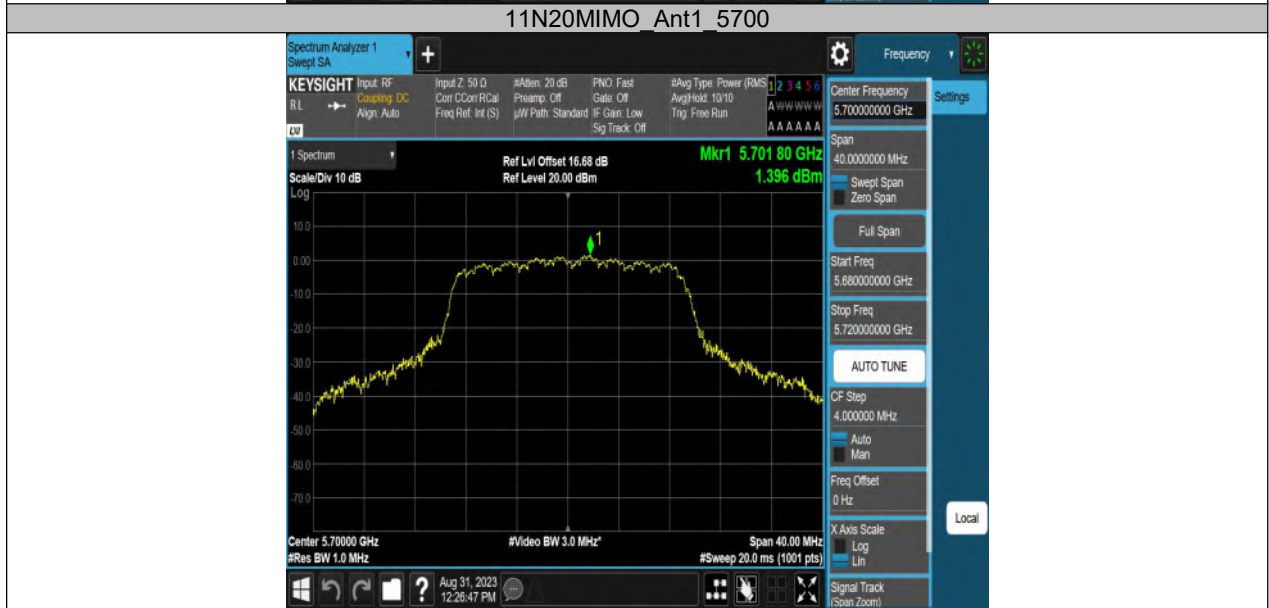 11N20MIMO_Ant1_5700
Spectrum Analyzer 1
Swept SA
Frequency
KEYSIGHT
Input: RF
Input Z: 50 Ω
#Atten: 20 dB
PNO: Fast
#Avg Type: Power (RMS
1 2 3 4 5 6
RL
Coupling: DC
Corr CCorr RCal
Preamp: Off
Gate: Off
Avg|Hold: 10/10
A W W W W W
Align: Auto
Freq Ref: Int (S)
µW Path: Standard
IF Gain: Low
Trig: Free Run
Sig Track: Off
A A A A A A
LXI
1 Spectrum
Ref Lvl Offset 16.68 dB
Mkr1 5.701 80 GHz
Scale/Div 10 dB
Ref Level 20.00 dBm
1.396 dBm
Log
10.0
1
0.00
-10.0
-20.0
-30.0
-40.0
-50.0
-60.0
-70.0
Center 5.70000 GHz
#Video BW 3.0 MHz*
Span 40.00 MHz
#Res BW 1.0 MHz
#Sweep 20.0 ms (1001 pts)
?
Aug 31, 2023
12:26:47 PM
Center Frequency
5.700000000 GHz
Settings
Span
40.0000000 MHz
Swept Span
Zero Span
Full Span
Start Freq
5.680000000 GHz
Stop Freq
5.720000000 GHz
AUTO TUNE
CF Step
4.000000 MHz
Auto
Man
Freq Offset
0 Hz
X Axis Scale
Log
Lin
Local
Signal Track
(Span Zoom)